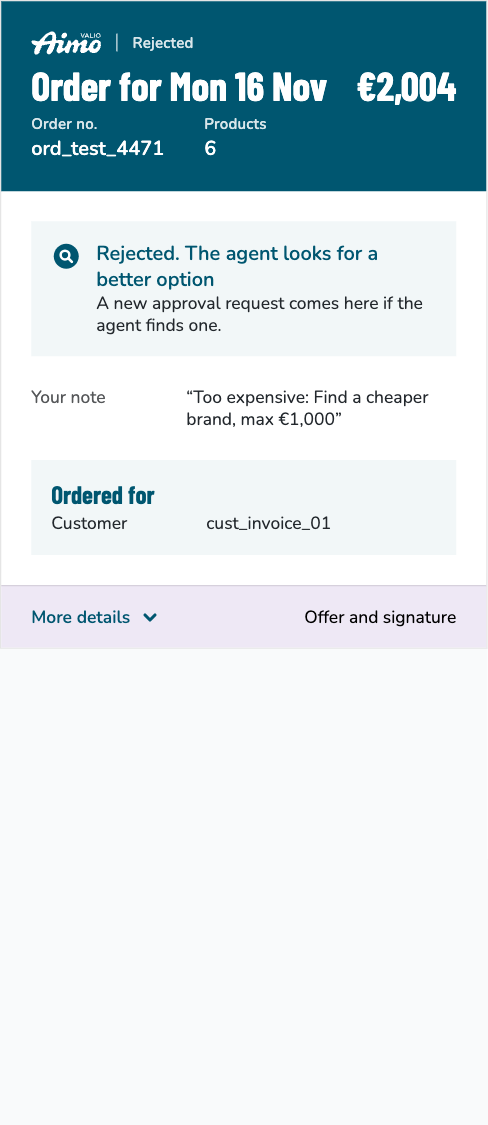 VALIO
Aimo
Rejected
Order for Mon 16 Nov €2,004
Order no. Products
ord_test_4471 6
Rejected. The agent looks for a
better option
A new approval request comes here if the
agent finds one.
Your note “Too expensive: Find a cheaper
brand, max €1,000”
Ordered for
Customer cust_invoice_01
More details Offer and signature